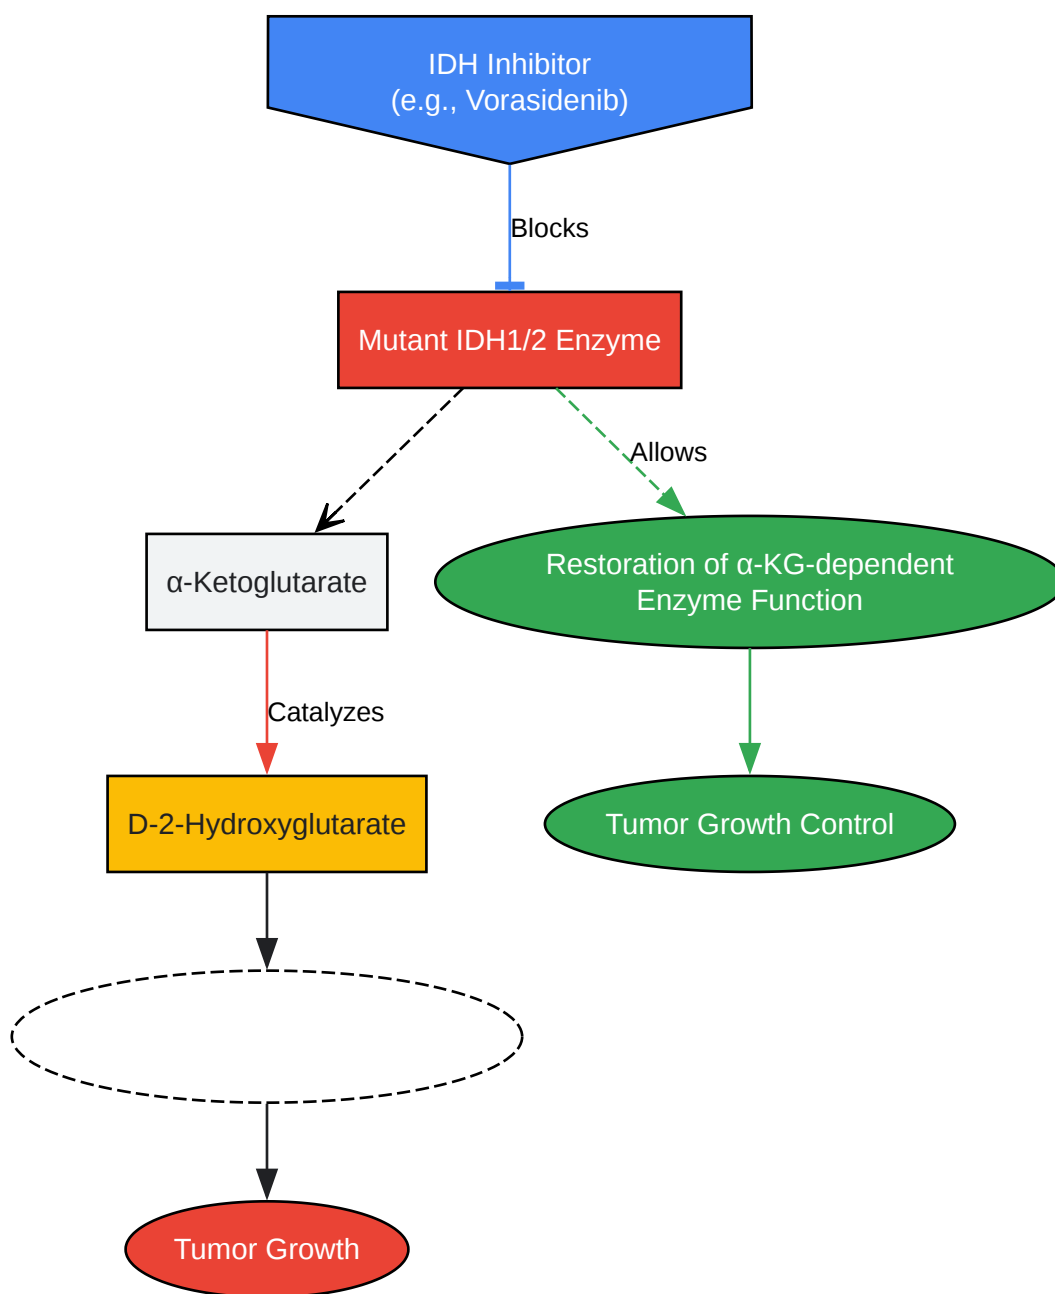 IDH Inhibitor
(e.g., Vorasidenib)
Blocks
Mutant IDH1/2 Enzyme
Allows
α-Ketoglutarate
Restoration of α-KG-dependent
Enzyme Function
Catalyzes
D-2-Hydroxyglutarate
Tumor Growth Control
Tumor Growth